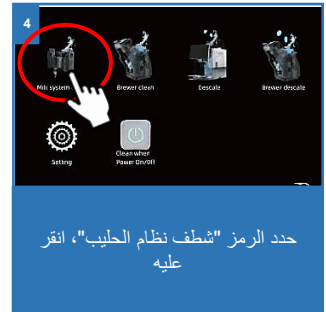 4
Milk system
Brewer clean
Descale
Brewer descale
Setting
Clean when
Power On/Off
حدد الرمز "شطف نظام الحليب"، انقر
عليه